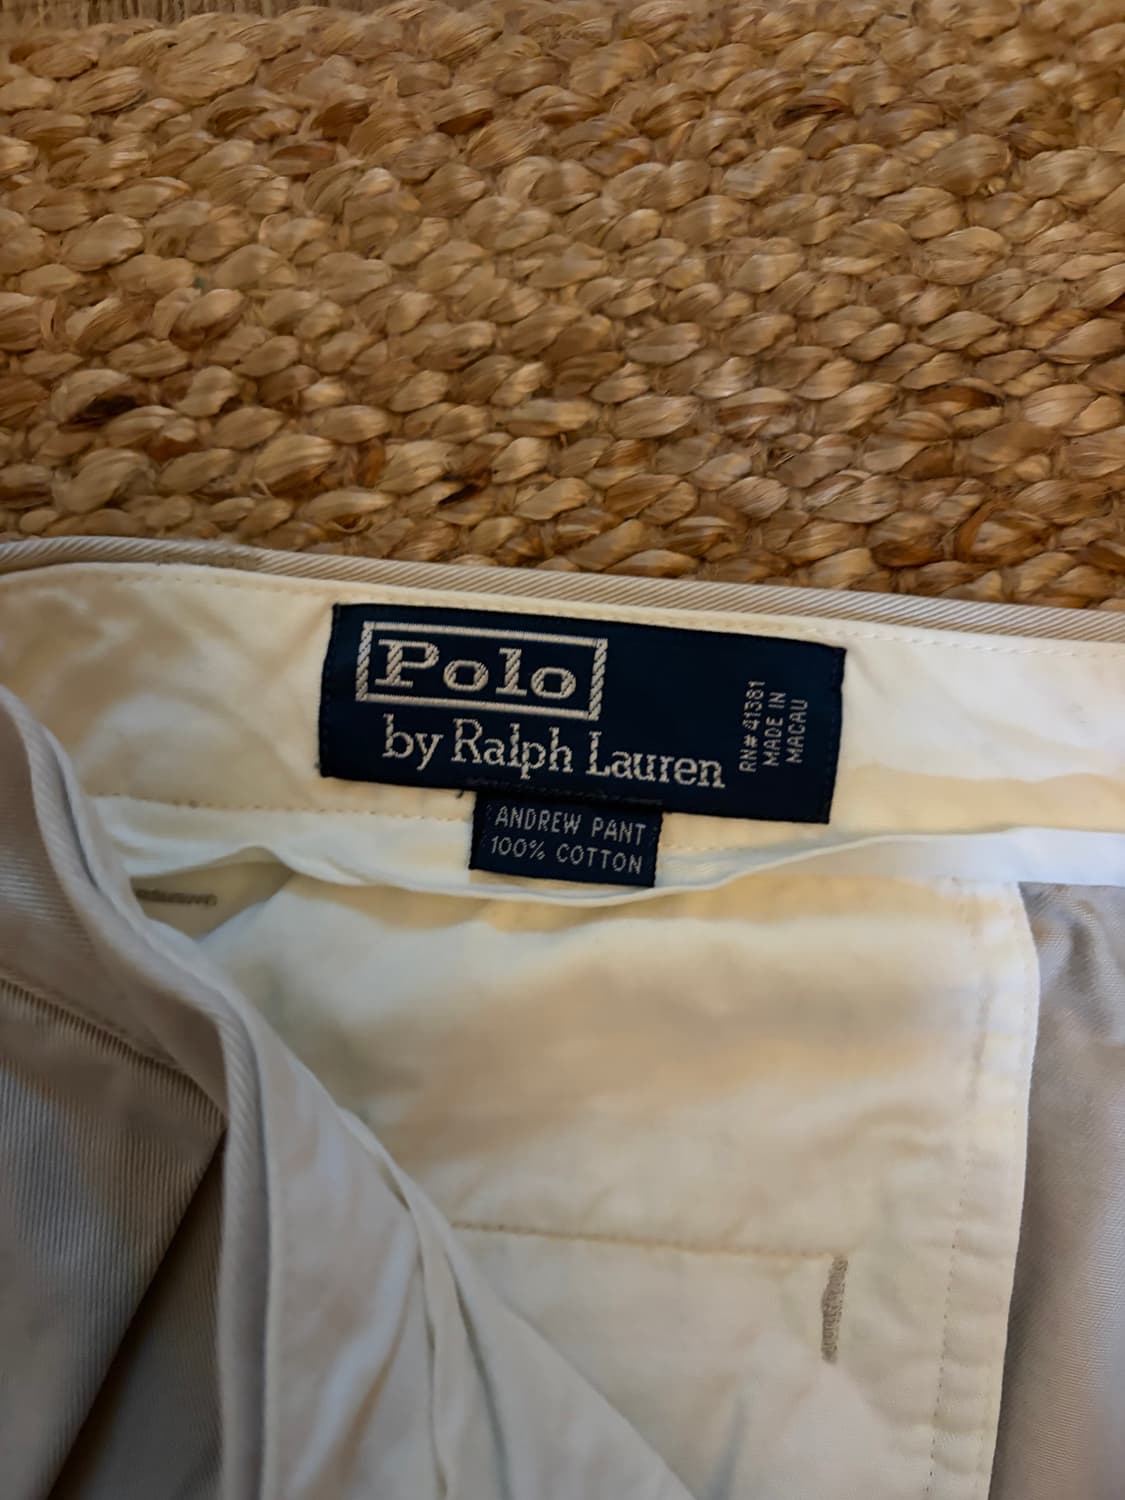 Polo
by Ralph Lauren
RN# 41381
MADE IN
MACAU
ANDREW PANT
100% COTTON